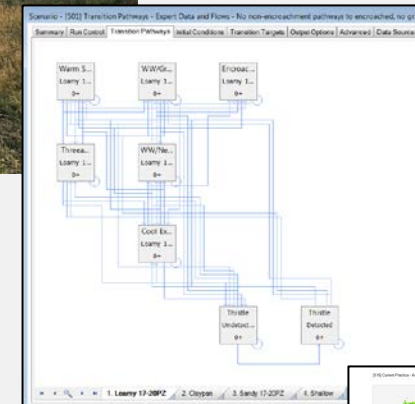 Scenario - [501] Transition Pathways - Expert Data and Flows - No non-encroachment pathways to encroached, no gr
Summary Run Control Transition Pathways Initial Conditions Transition Targets Output Options Advanced Data Source
Warm S... WW/Gr... Encroac...
Loamy 1... Loamy 1... Loamy 1...
0+ 0+ 0+
Threea... WW/Ne...
Loamy 1... Loamy 1...
0+ 0+
Cool Ex...
Loamy 1...
0+
Thistle Thistle
Undetect... Detected
0+ 0+
1. Loamy 17-20PZ 2. Claypan 3. Sandy 17-20PZ 4. Shallow